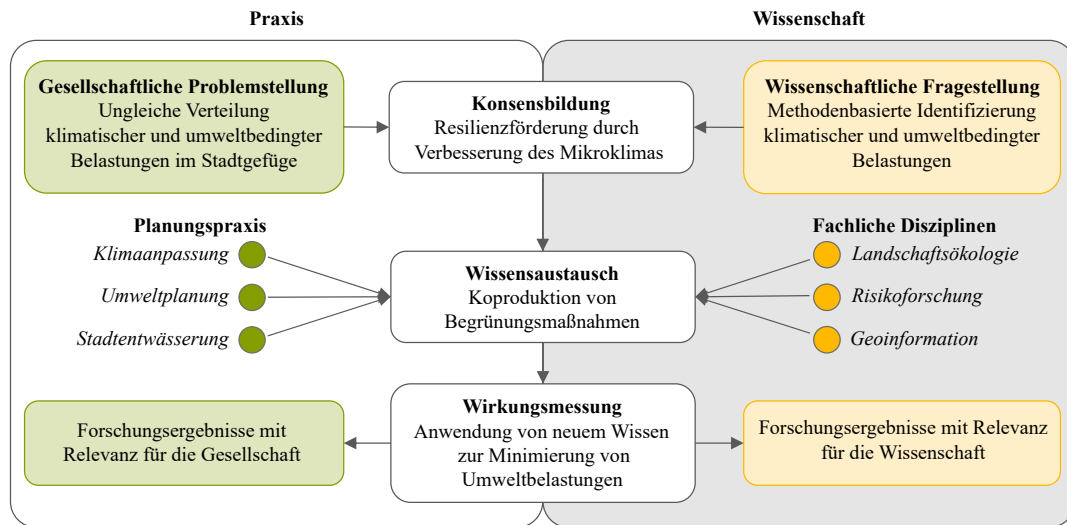 Praxis
Wissenschaft
Gesellschaftliche Problemstellung
Ungleiche Verteilung
klimatischer und umweltbedingter
Belastungen im Stadtgefüge
Konsensbildung
Resilienzförderung durch
Verbesserung des Mikroklimas
Wissenschaftliche Fragestellung
Methodenbasierte Identifizierung
klimatischer und umweltbedingter
Belastungen
Planungspraxis
Klimaanpassung
Umweltplanung
Stadtentwässerung
Wissensaustausch
Koproduktion von
Begrünungsmaßnahmen
Fachliche Disziplinen
Landschaftsökologie
Risikoforschung
Geoinformation
Forschungsergebnisse mit
Relevanz für die Gesellschaft
Wirkungsmessung
Anwendung von neuem Wissen
zur Minimierung von
Umweltbelastungen
Forschungsergebnisse mit Relevanz
für die Wissenschaft